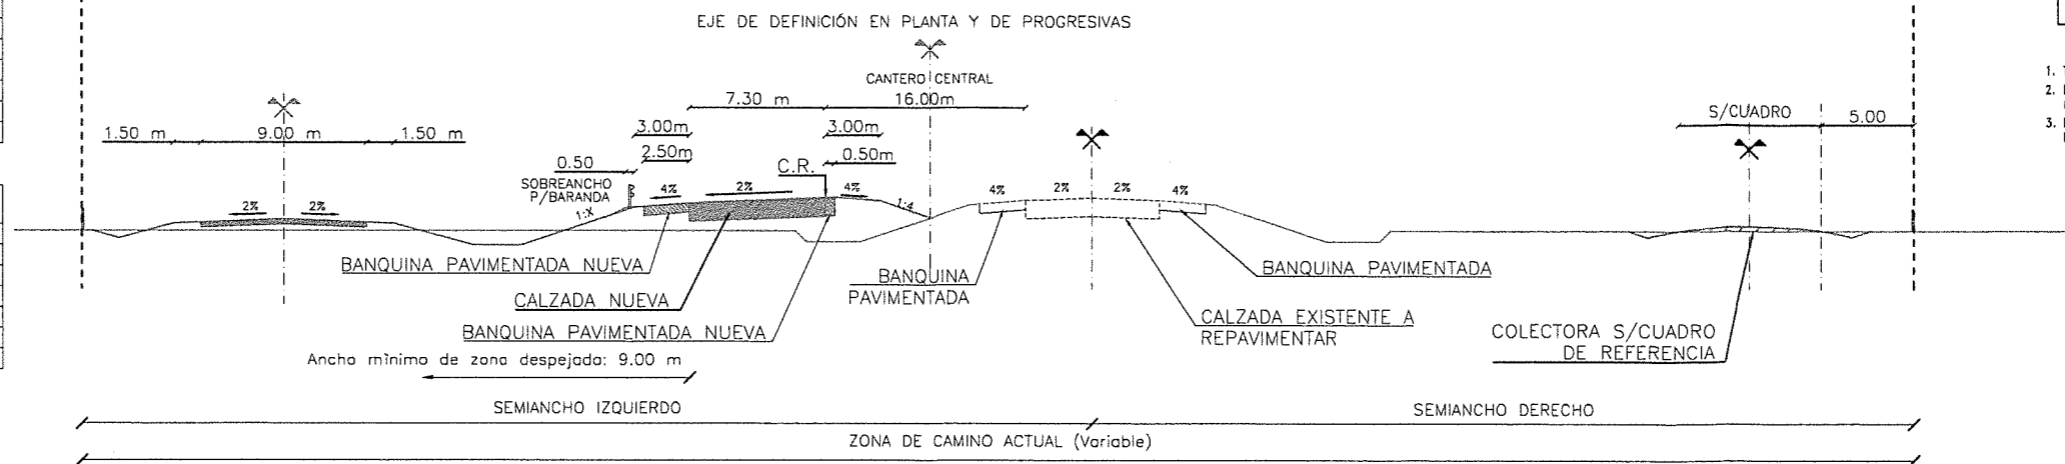 EJE DE DEFINICIÓN EN PLANTA Y DE PROGRESIVAS
CANTERO CENTRAL
7.30 m
16.00m
1.50 m
9.00 m
1.50 m
3.00m
3.00m
S/CUADRO
5.00
0.50
2.50m
C.R.
0.50m
SOBREANCHO
P/BARANDA
4%
2%
4%
4%
2%
2%
4%
2%
2%
1:X
1:4
BANQUINA PAVIMENTADA NUEVA
BANQUINA
PAVIMENTADA
BANQUINA PAVIMENTADA
CALZADA NUEVA
BANQUINA PAVIMENTADA NUEVA
CALZADA EXISTENTE A
REPAVIMENTAR
COLECTORA S/CUADRO
DE REFERENCIA
Ancho mìnimo de zona despejada: 9.00 m
SEMIANCHO IZQUIERDO
SEMIANCHO DERECHO
ZONA DE CAMINO ACTUAL (Variable)
1.
2.
3.